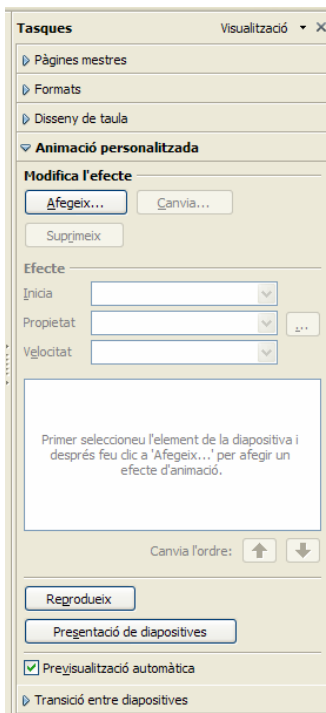 Tasques Visualització
Pàgines mestres
Formats
Disseny de taula
Animació personalitzada
Modifica l'efecte
Afegeix... Canvia...
Suprimeix
Efecte
Inicia
Propietat ...
Velocitat
Primer seleccioneu l'element de la diapositiva i
després feu clic a 'Afegeix...' per afegir un
efecte d'animació.
Canvia l'ordre:
Reprodueix
Presentació de diapositives
Previsualització automàtica
Transició entre diapositives